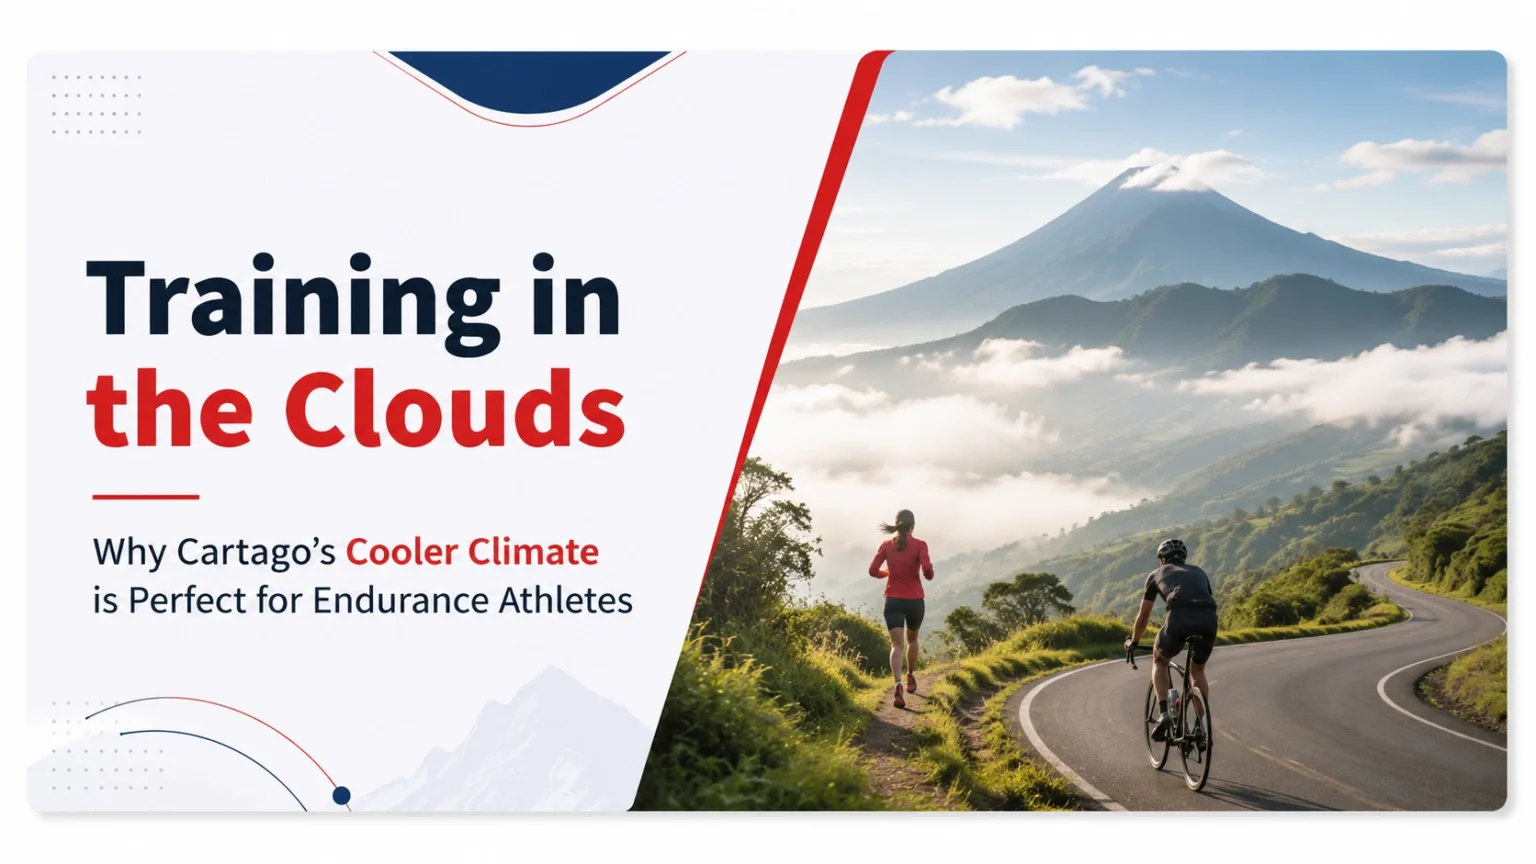 Training in
the Clouds
Why Cartago’s Cooler Climate
is Perfect for Endurance Athletes